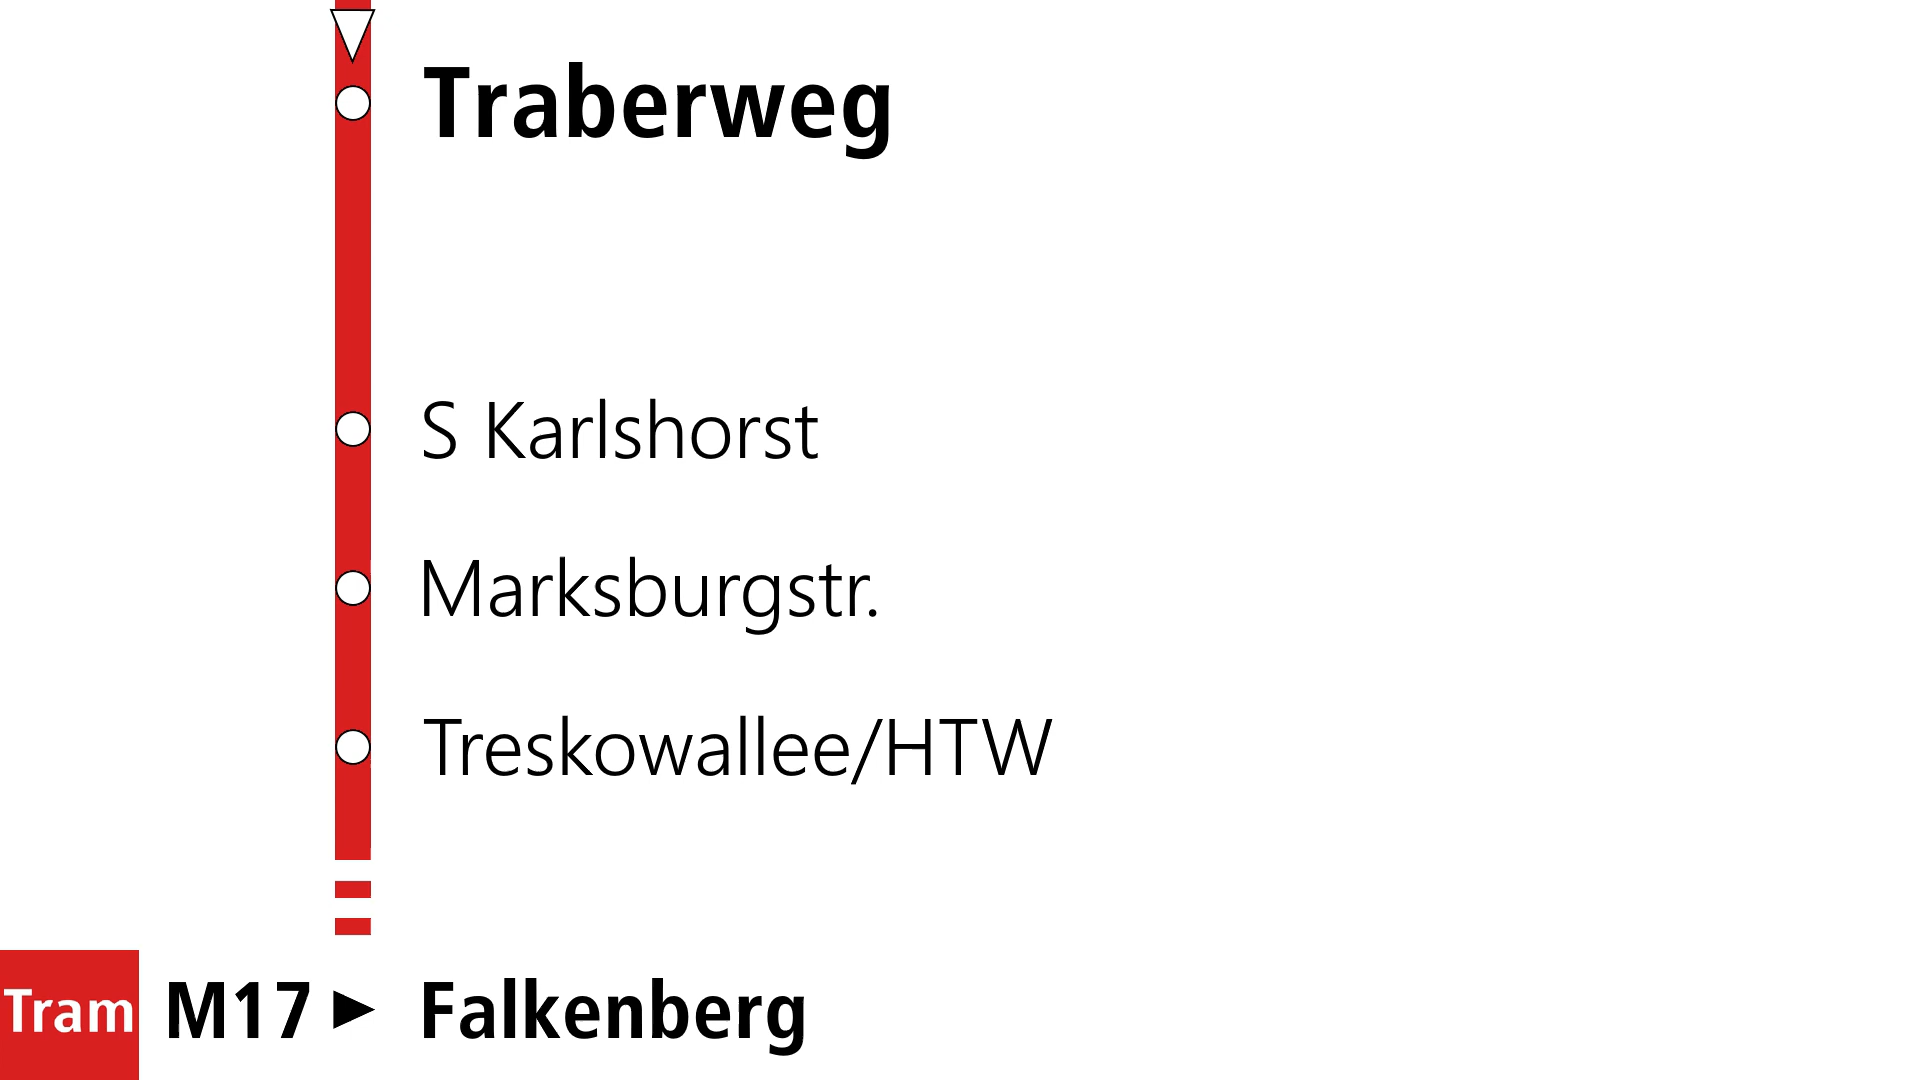 Traberweg
S Karlshorst
Marksburgstr.
Treskowallee/HTW
Tram M17 ► Falkenberg